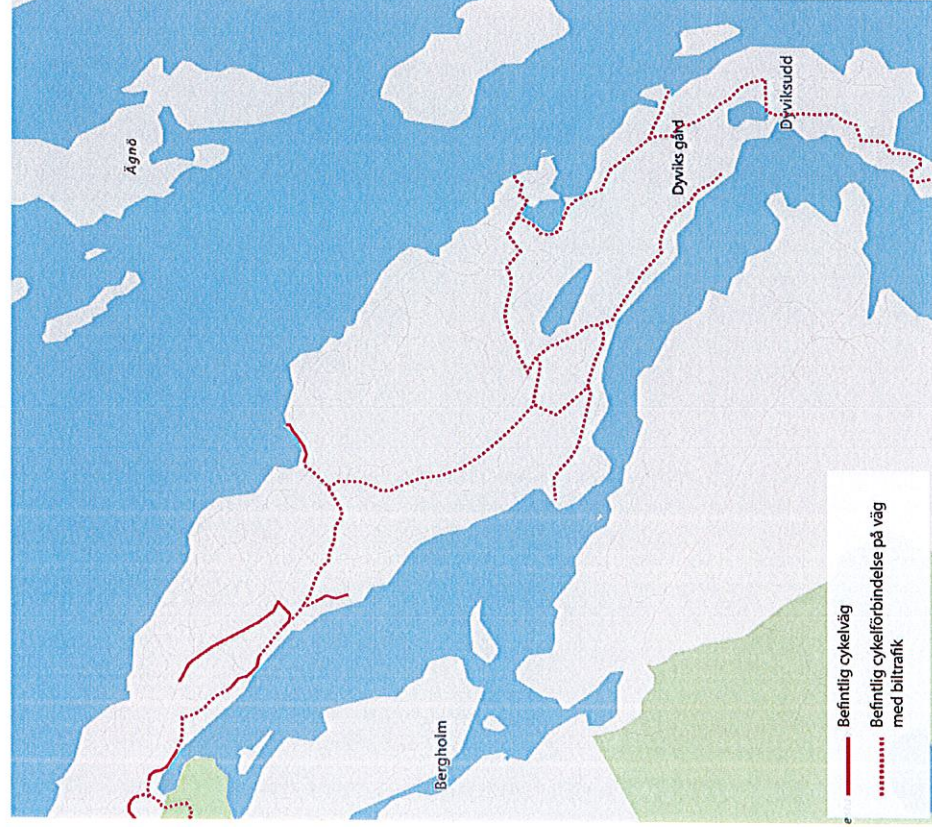 Ägnö
Dyviks gård
Dyviksudd
Bergholm
Befintlig cykelväg
Befintlig cykelförbindelse på väg
med biltrafik
e